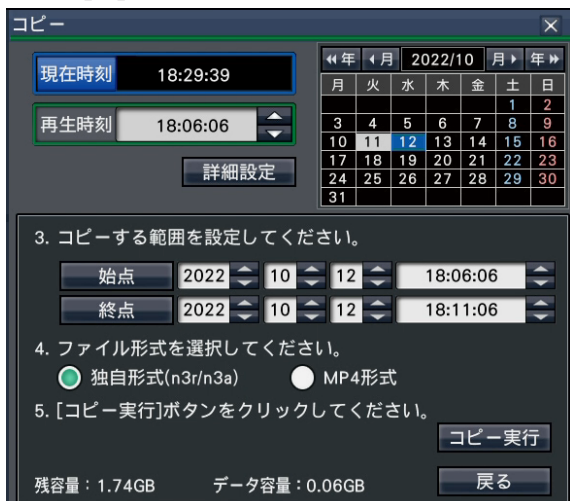 コピー
現在時刻 18:29:39
再生時刻 18:06:06
詳細設定
年 月 2022/10 月 年
月 火 水 木 金 土 日
1 2
3 4 5 6 7 8 9
10 11 12 13 14 15 16
17 18 19 20 21 22 23
24 25 26 27 28 29 30
31
3. コピーする範囲を設定してください。
始点 2022 10 12 18:06:06
終点 2022 10 12 18:11:06
4. ファイル形式を選択してください。
独自形式(n3r/n3a) MP4形式
5. [コピー実行]ボタンをクリックしてください。
コピー実行
残容量：1.74GB データ容量：0.06GB 戻る